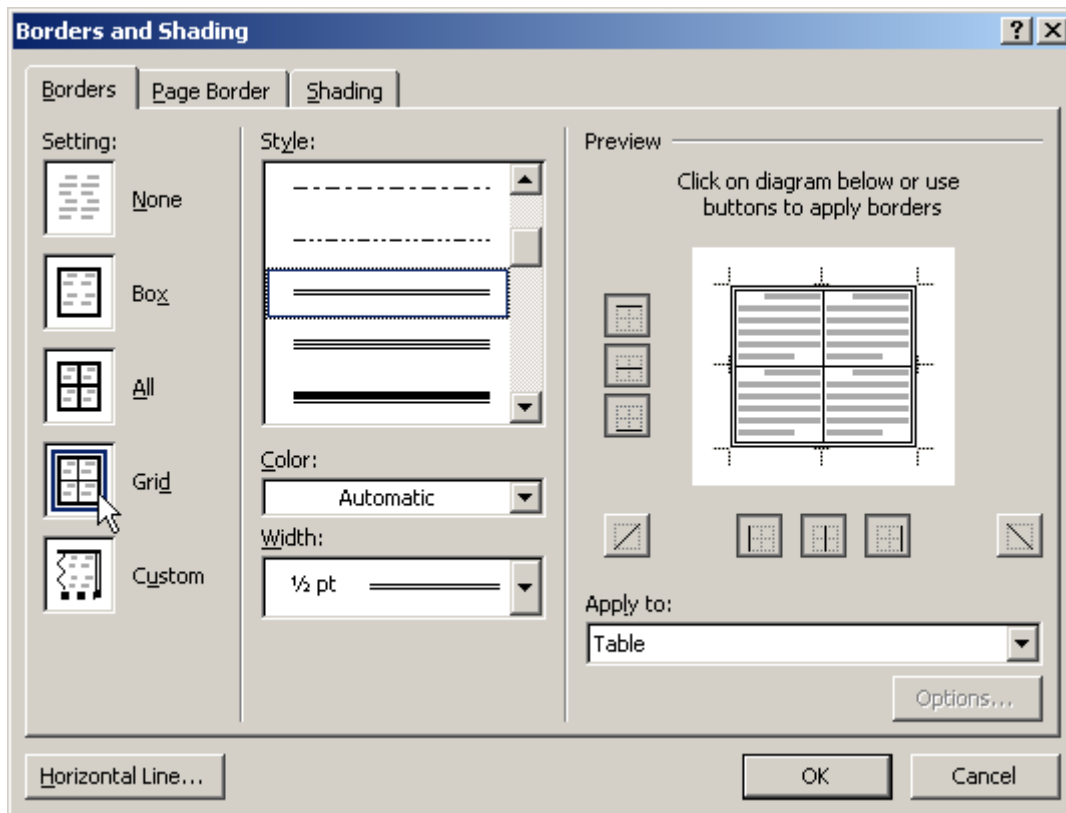 Borders and Shading
Borders
Page Border
Shading
Setting:
None
Box
All
Grid
Custom
Style:
Color:
Automatic
Width:
½ pt
Preview
Click on diagram below or use
buttons to apply borders
Apply to:
Table
Options...
Horizontal Line...
OK
Cancel